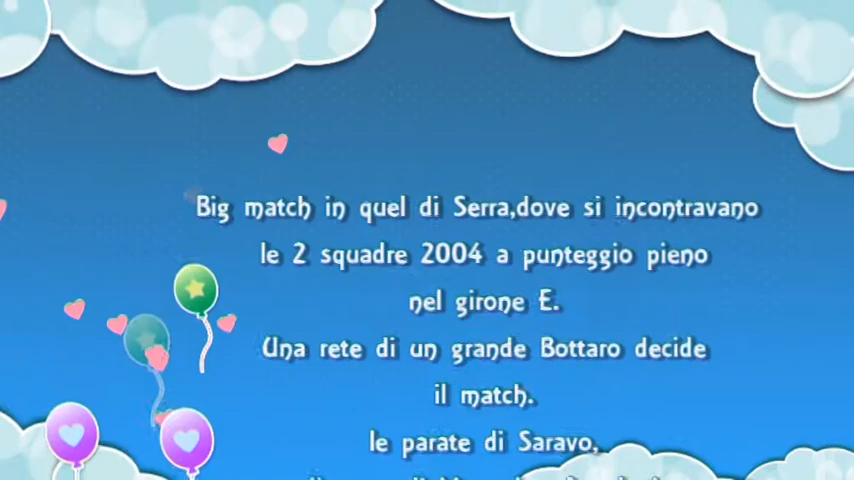 Big match in quel di Serra,dove si incontravano
le 2 squadre 2004 a punteggio pieno
nel girone E.
Una rete di un grande Bottaro decide
il match.
le parate di Saravo,